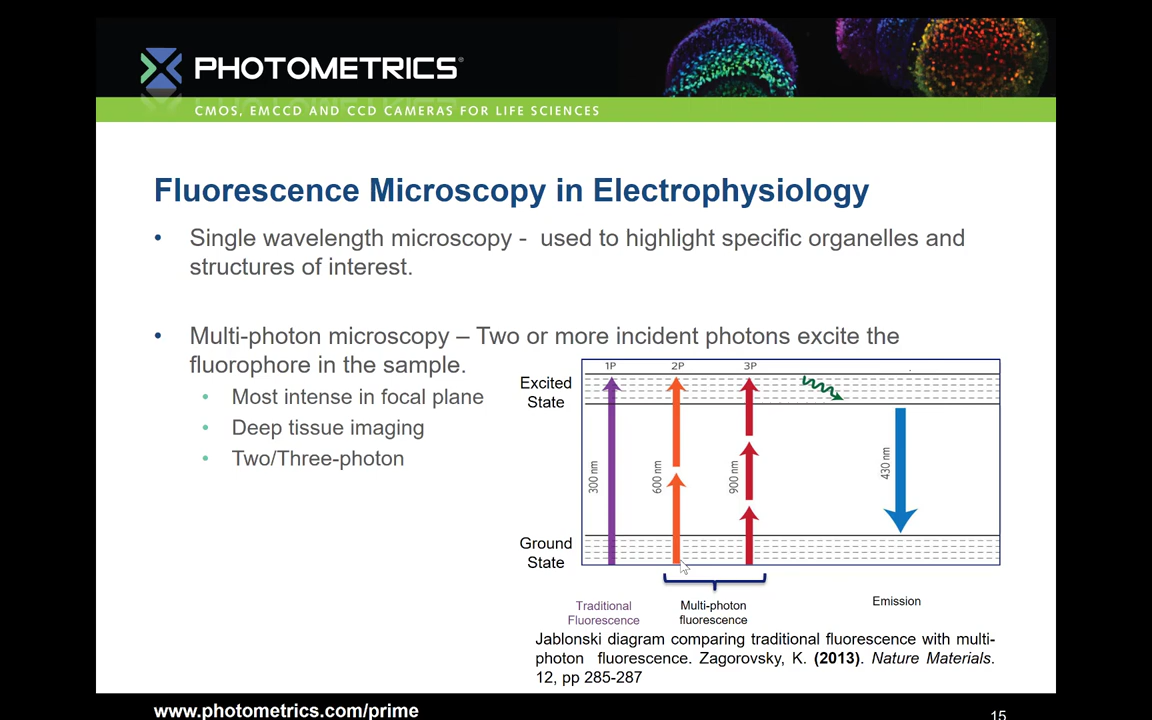 PHOTOMETRICS®
CMOS, EMCCD AND CCD CAMERAS FOR LIFE SCIENCES
Fluorescence Microscopy in Electrophysiology
• Single wavelength microscopy - used to highlight specific organelles and
structures of interest.
• Multi-photon microscopy – Two or more incident photons excite the
fluorophore in the sample.
• Most intense in focal plane
• Deep tissue imaging
• Two/Three-photon
1P 2P 3P
Excited
State
300 nm
600 nm
900 nm
430 nm
Ground
State
Traditional
Fluorescence
Multi-photon
fluorescence
Emission
Jablonski diagram comparing traditional fluorescence with multi-
photon fluorescence. Zagorovsky, K. (2013). Nature Materials.
12, pp 285-287
www.photometrics.com/prime
15